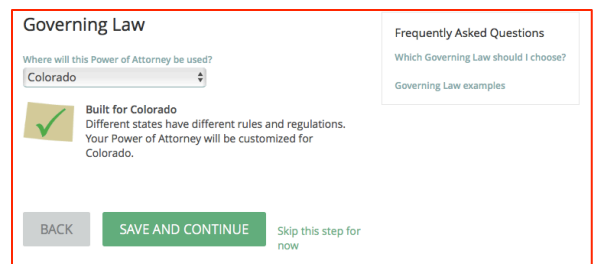 Governing Law
Where will this Power of Attorney be used?
Colorado
Built for Colorado
Different states have different rules and regulations.
Your Power of Attorney will be customized for
Colorado.
BACK
SAVE AND CONTINUE
Skip this step for
now
Frequently Asked Questions
Which Governing Law should I choose?
Governing Law examples